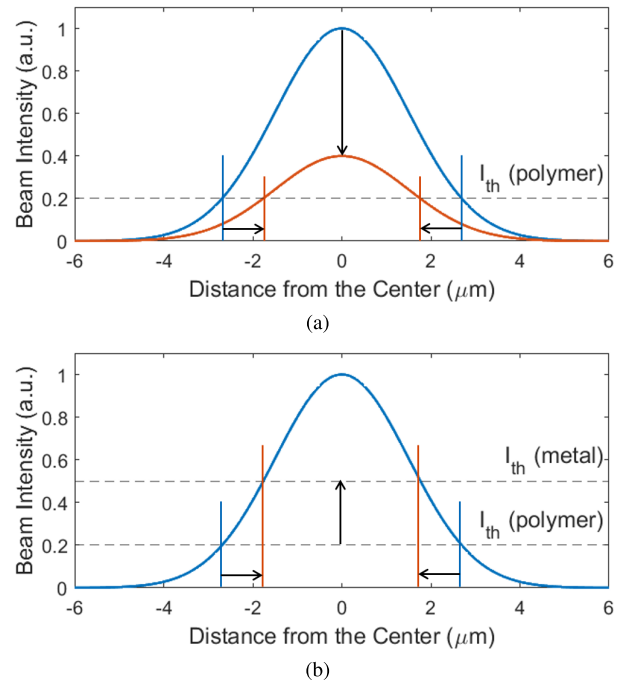 (a)
1
0.8
0.6
0.4
0.2
0
Beam Intensity (a.u.)
I_th (polymer)
-6 -4 -2 0 2 4 6
Distance from the Center (μm)
(a)
1
0.8
0.6
0.4
0.2
0
Beam Intensity (a.u.)
I_th (metal)
I_th (polymer)
-6 -4 -2 0 2 4 6
Distance from the Center (μm)
(b)